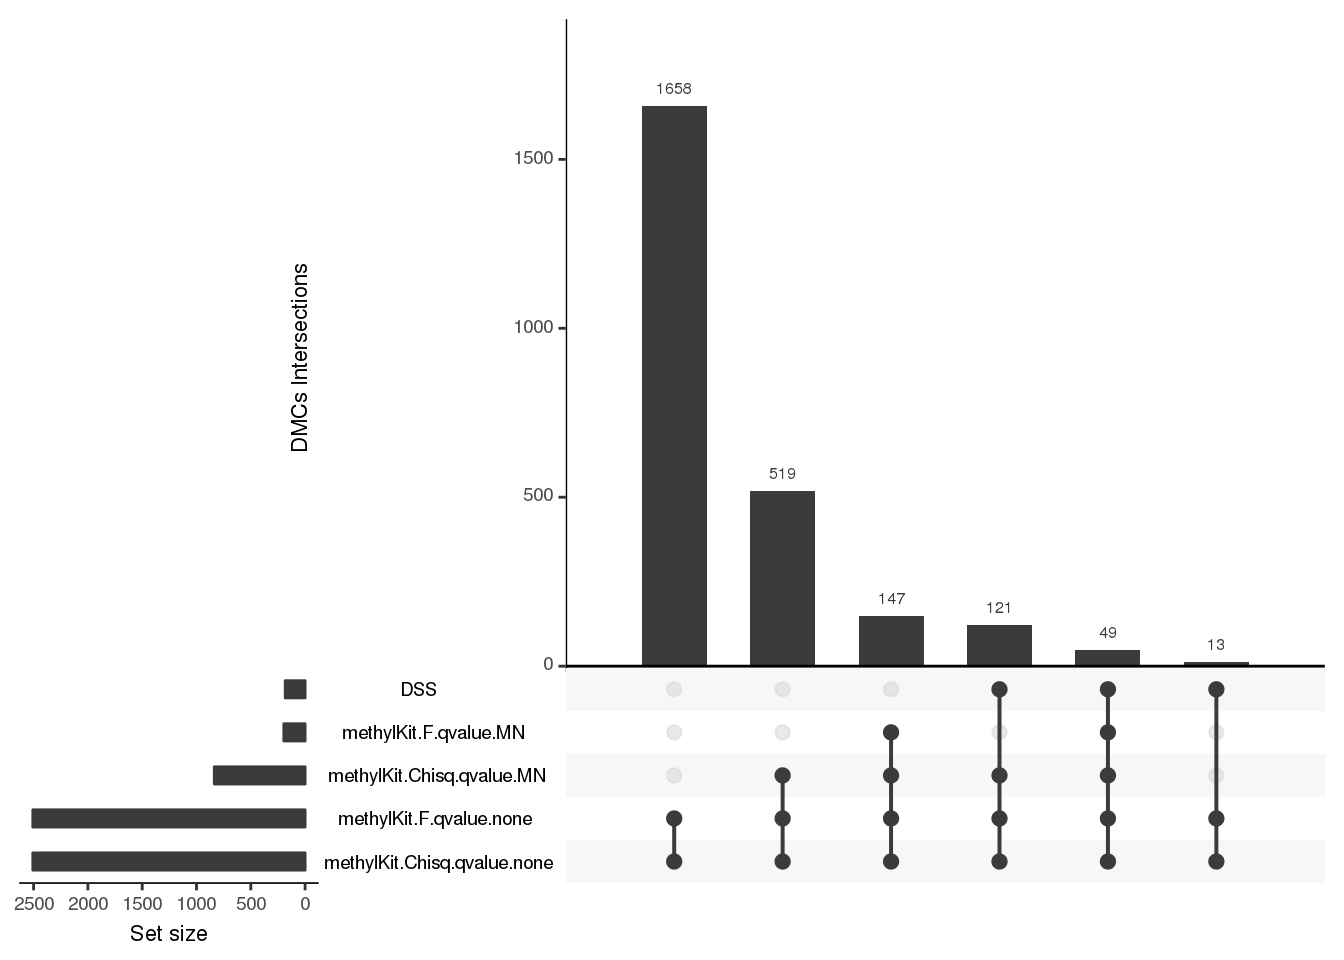 1658
1500
1000
DMCs Intersections
519
500
147
121
49
13
0
DSS
methylKit.F.qvalue.MN
methylKit.Chisq.qvalue.MN
methylKit.F.qvalue.none
methylKit.Chisq.qvalue.none
2500 2000 1500 1000 500 0
Set size